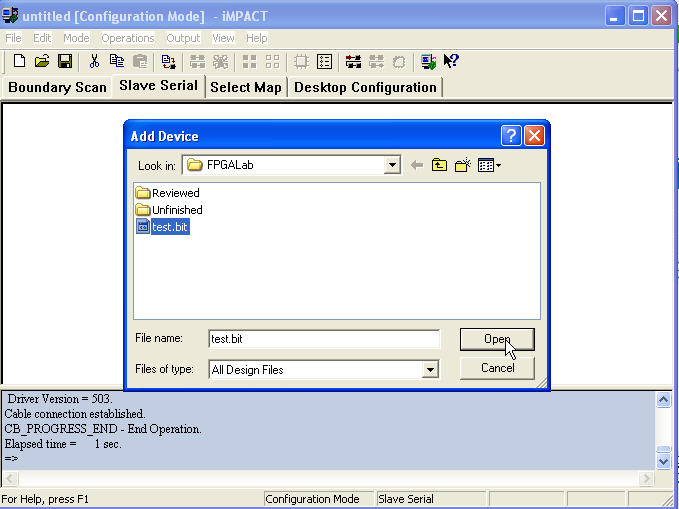 untitled [Configuration Mode] - iMPACT
File Edit Mode Operations Output View Help
Boundary Scan Slave Serial Select Map Desktop Configuration
Add Device
Look in: FPGALab
Reviewed
Unfinished
test.bit
File name: test.bit Open
Files of type: All Design Files Cancel
Driver Version = 503.
Cable connection established.
CB_PROGRESS_END - End Operation.
Elapsed time = 1 sec.
=>
For Help, press F1 Configuration Mode Slave Serial